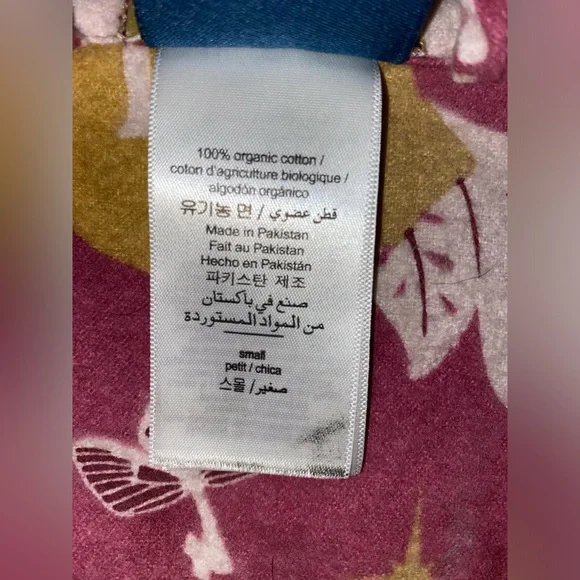 100% organic cotton /
coton d'agriculture biologique /
algodón orgánico
유기농 면 / قطن عضوي
Made in Pakistan
Fait au Pakistan
Hecho en Pakistán
파키스탄 제조
صنع في باكستان
من المواد المستوردة
small
petit / chica
스몰 / صغير